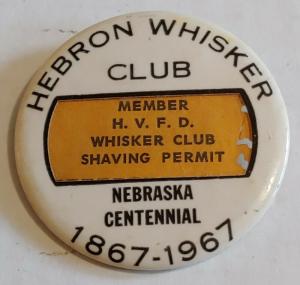 HEBRON WHISKER
CLUB
MEMBER
H. V. F. D.
WHISKER CLUB
SHAVING PERMIT
NEBRASKA
CENTENNIAL
1867-1967